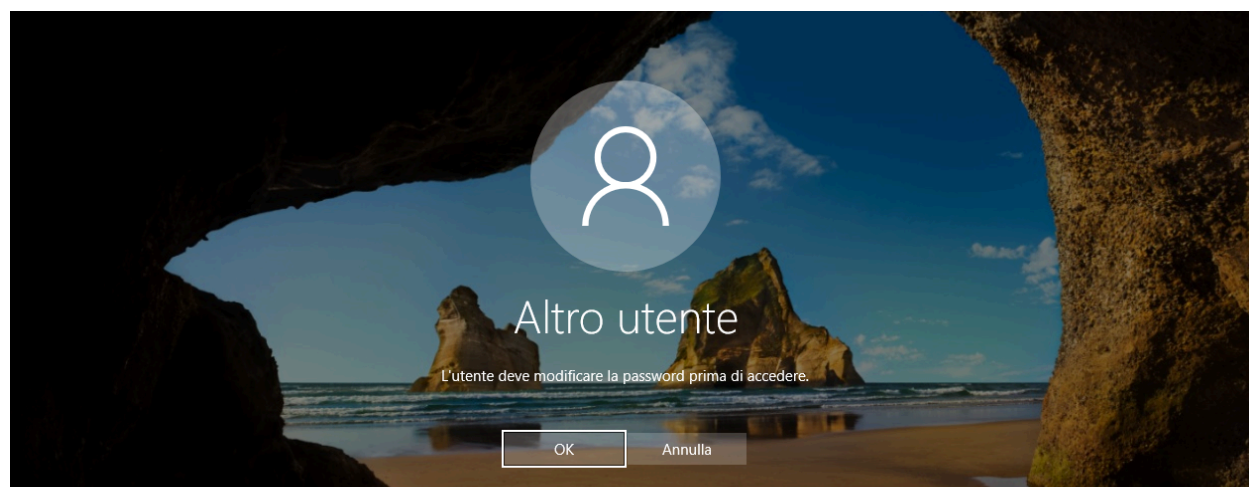 Altro utente
L'utente deve modificare la password prima di accedere.
OK
Annulla